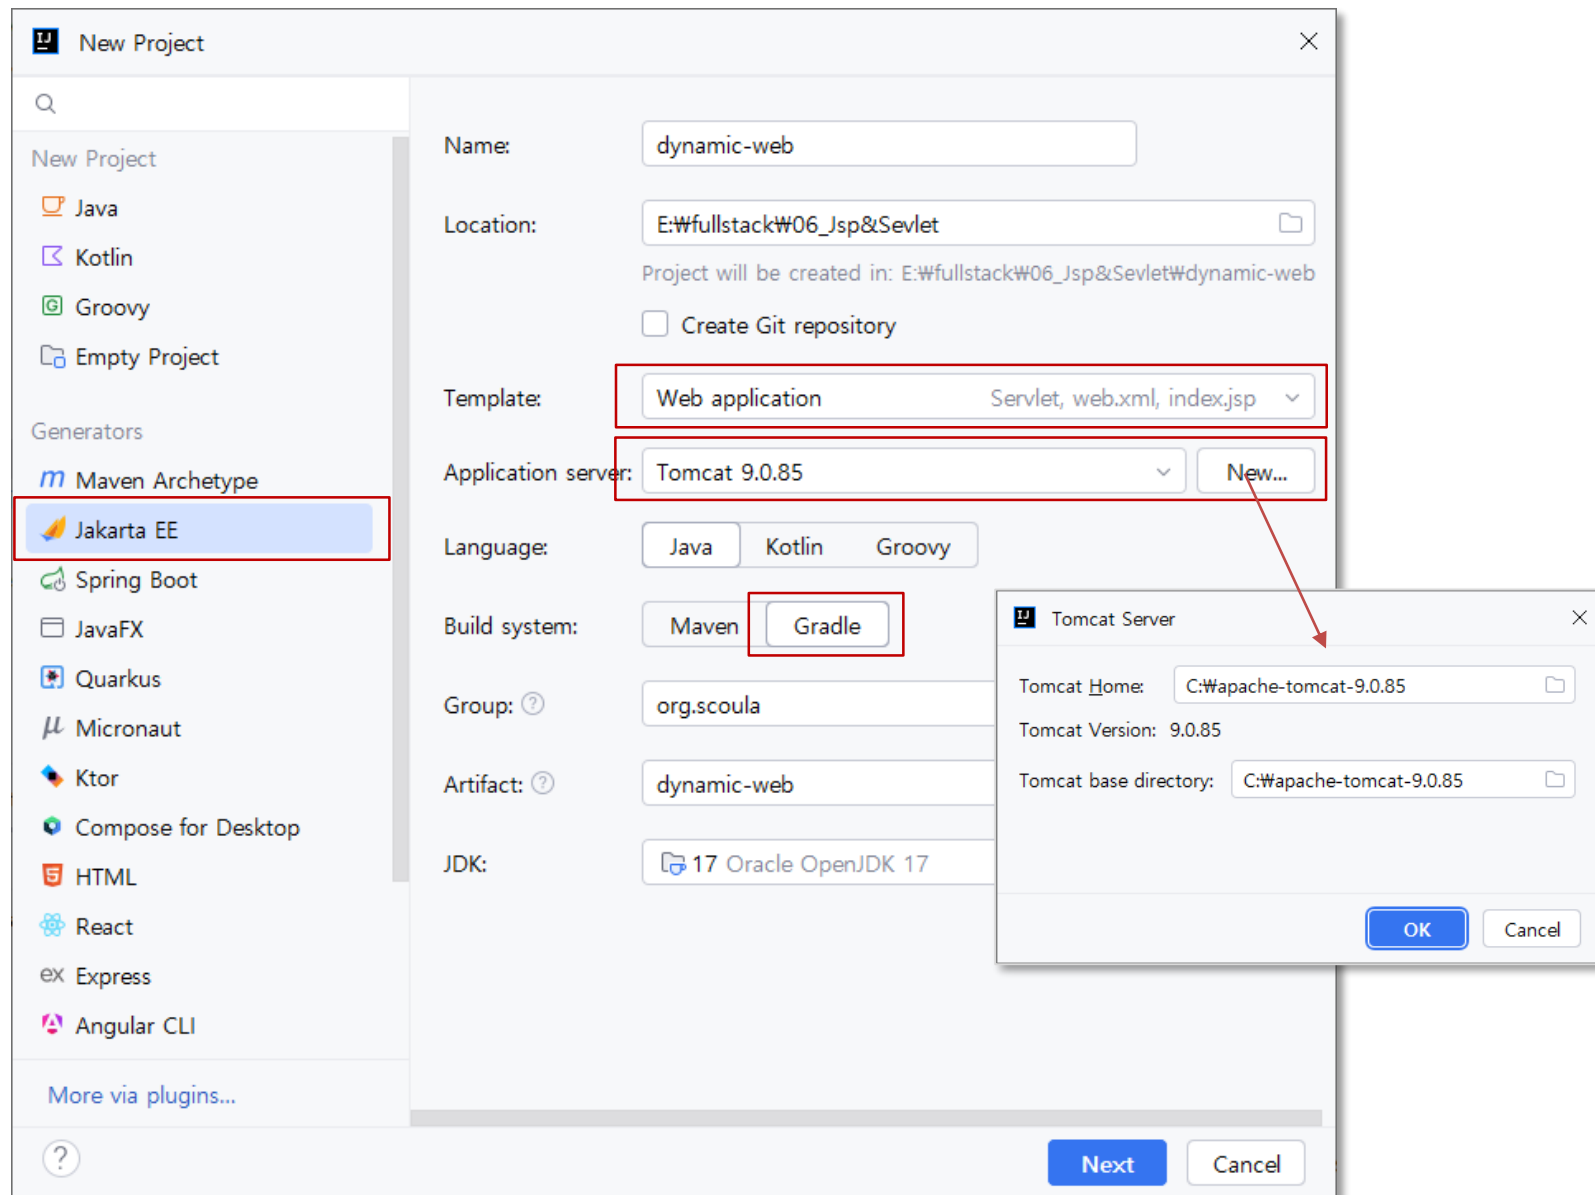 New Project
New Project
Java
Kotlin
Groovy
Empty Project
Generators
Maven Archetype
Jakarta EE
Spring Boot
JavaFX
Quarkus
Micronaut
Ktor
Compose for Desktop
HTML
React
ex Express
Angular CLI
More via plugins...
Name: dynamic-web
Location: E:₩fullstack₩06_Jsp&Sevlet
Project will be created in: E:₩fullstack₩06_Jsp&Sevlet₩dynamic-web
Create Git repository
Template: Web application Servlet, web.xml, index.jsp
Application server: Tomcat 9.0.85 New...
Language: Java Kotlin Groovy
Build system: Maven Gradle
Group: ? org.scoula
Artifact: ? dynamic-web
JDK: 17 Oracle OpenJDK 17
? Next Cancel
Tomcat Server
Tomcat Home: C:₩apache-tomcat-9.0.85
Tomcat Version: 9.0.85
Tomcat base directory: C:₩apache-tomcat-9.0.85
OK Cancel